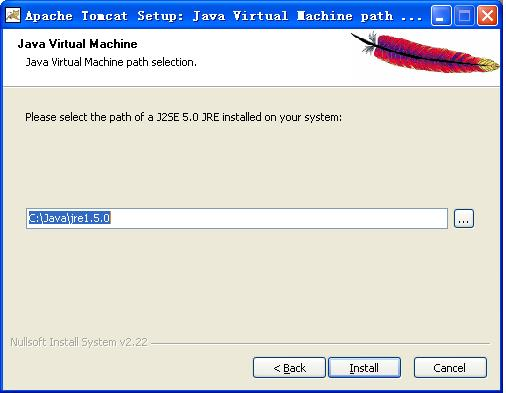 Apache Tomcat Setup: Java Virtual Machine path ...
Java Virtual Machine
Java Virtual Machine path selection.
Please select the path of a J2SE 5.0 JRE installed on your system:
C:\Java\jre1.5.0
...
Nullsoft Install System v2.22
< Back
Install
Cancel